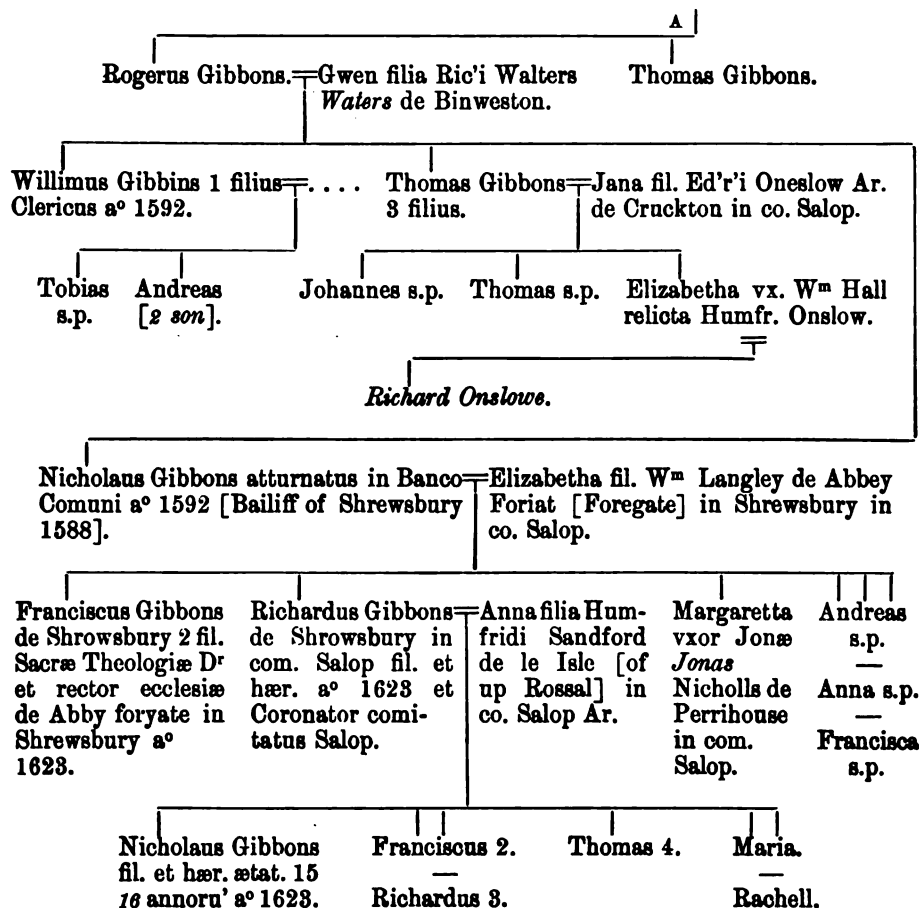 A
Rogerus Gibbons.
Gwen filia Ric'i Walters
Waters de Binweston.
Thomas Gibbons.
Willimus Gibbins 1 filius
Clericus aº 1592.
. . . .
Thomas Gibbons
3 filius.
Jana fil. Ed'r'i Oneslow Ar.
de Cruckton in co. Salop.
Tobias
s.p.
Andreas
[2 son].
Johannes s.p.
Thomas s.p.
Elizabetha vx. Wᵐ Hall
relicta Humfr. Onslow.
Richard Onslowe.
Nicholaus Gibbons atturnatus in Banco
Comuni aº 1592 [Bailiff of Shrewsbury
1588].
Elizabetha fil. Wᵐ Langley de Abbey
Foriat [Foregate] in Shrewsbury in
co. Salop.
Franciscus Gibbons
de Shrowsbury 2 fil.
Sacræ Theologiæ Dʳ
et rector ecclesiæ
de Abby foryate in
Shrewsbury aº
1623.
Richardus Gibbons
de Shrowsbury in
com. Salop fil. et
hær. aº 1623 et
Coronator comi-
tatus Salop.
Anna filia Hum-
fridi Sandford
de le Isle [of
up Rossal] in
co. Salop Ar.
Margaretta
vxor Jonæ
Jonas
Nicholls de
Perrihouse
in com.
Salop.
Andreas
s.p.
—
Anna s.p.
—
Francisca
s.p.
Nicholaus Gibbons
fil. et hær. ætat. 15
16 annoru' aº 1623.
Franciscus 2.
—
Richardus 3.
Thomas 4.
Maria.
—
Rachell.